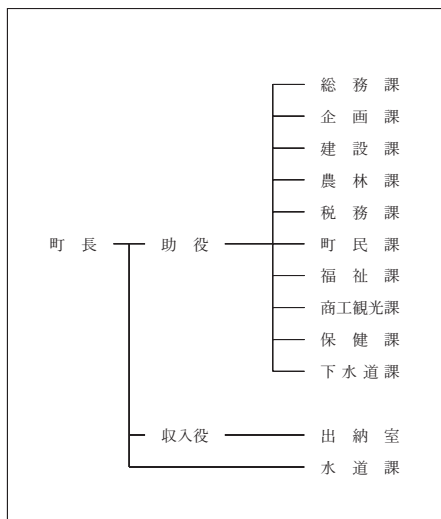 総務課
企画課
建設課
農林課
税務課
町長 助役 町民課
福祉課
商工観光課
保健課
下水道課
収入役 出納室
水道課